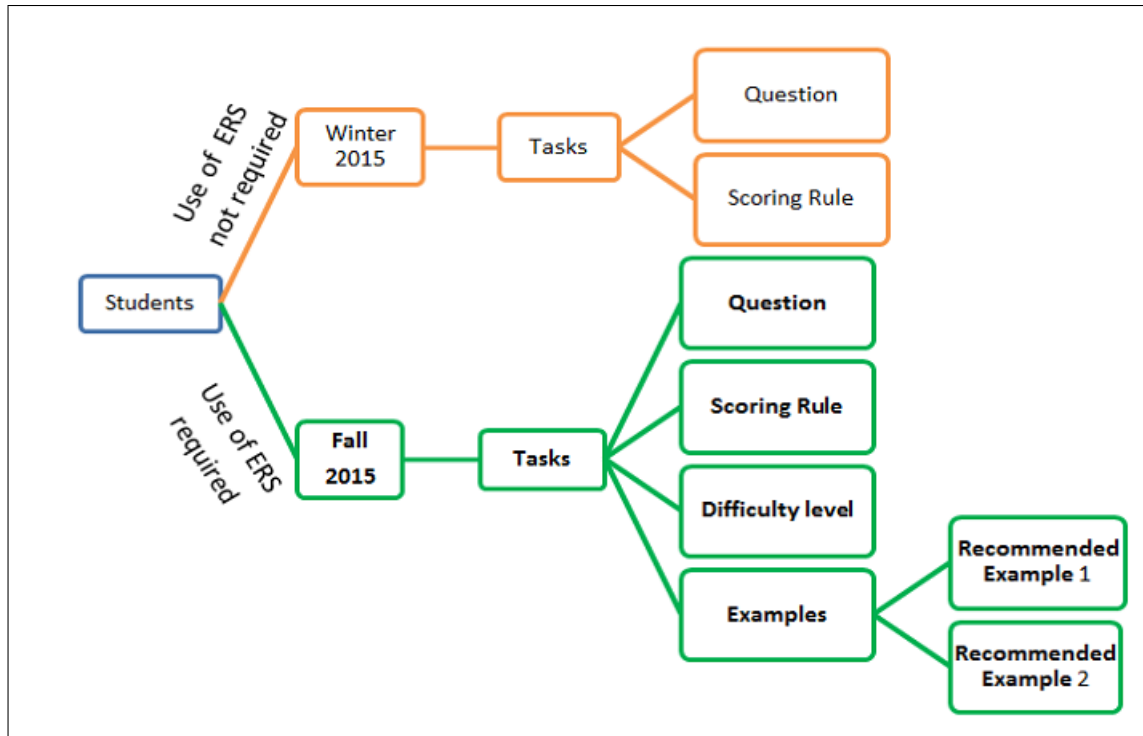 Use of ERS
not required
Winter
2015
Tasks
Question
Scoring Rule
Students
Use of ERS
required
Fall
2015
Tasks
Question
Scoring Rule
Difficulty level
Examples
Recommended
Example 1
Recommended
Example 2